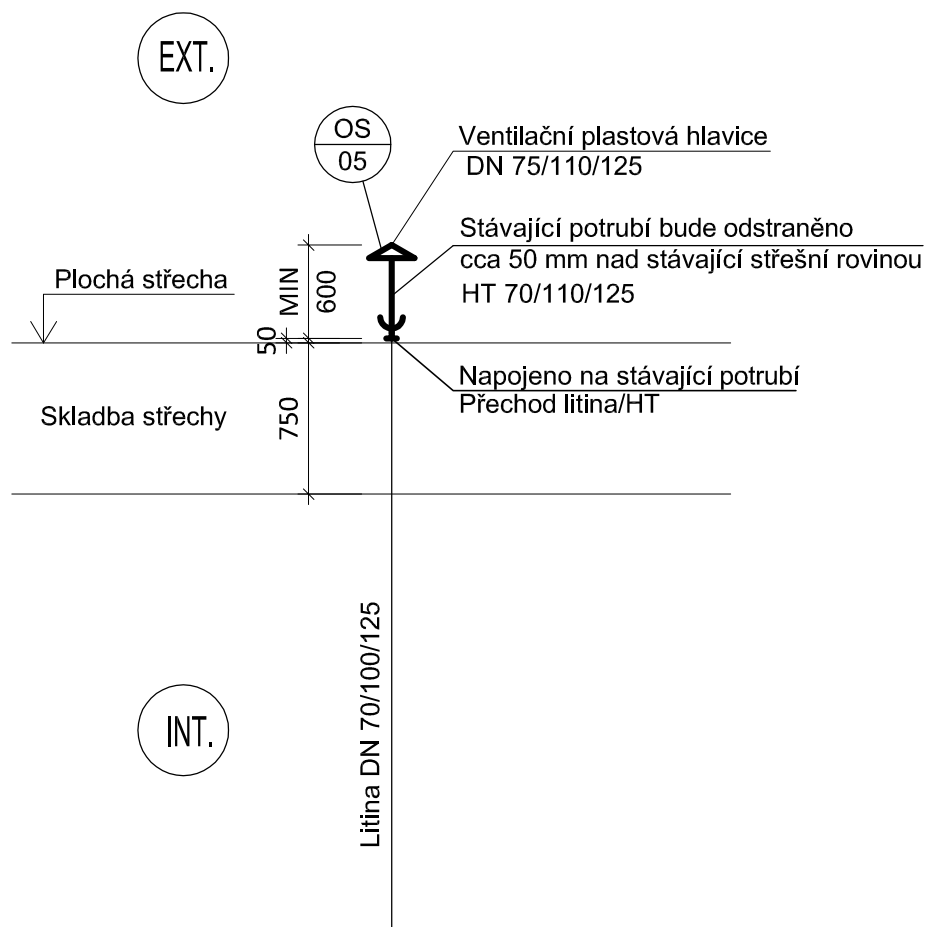 EXT.
OS
05
Ventilační plastová hlavice
DN 75/110/125
Stávající potrubí bude odstraněno
cca 50 mm nad stávající střešní rovinou
HT 70/110/125
Plochá střecha
MIN
600
50
Napojeno na stávající potrubí
Přechod litina/HT
Skladba střechy
750
Litina DN 70/100/125
INT.